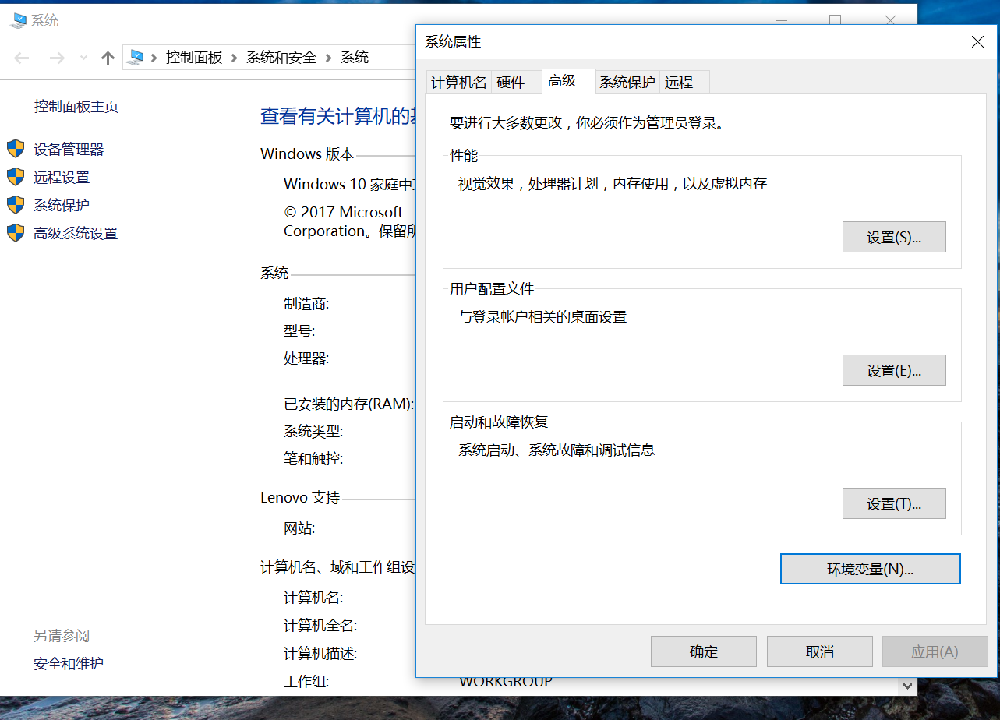 系统
控制面板 系统和安全 系统
控制面板主页
设备管理器
远程设置
系统保护
高级系统设置
另请参阅
安全和维护
查看有关计算机的
Windows 版本
Windows 10 家庭中
© 2017 Microsoft
Corporation。保留所
系统
制造商:
型号:
处理器:
已安装的内存(RAM):
系统类型:
笔和触控:
Lenovo 支持
网站:
计算机名、域和工作组设
计算机名:
计算机全名:
计算机描述:
工作组:
WORKGROUP
系统属性
计算机名 硬件 高级 系统保护 远程
要进行大多数更改，你必须作为管理员登录。
性能
视觉效果，处理器计划，内存使用，以及虚拟内存
设置(S)...
用户配置文件
与登录帐户相关的桌面设置
设置(E)...
启动和故障恢复
系统启动、系统故障和调试信息
设置(T)...
环境变量(N)...
确定 取消 应用(A)